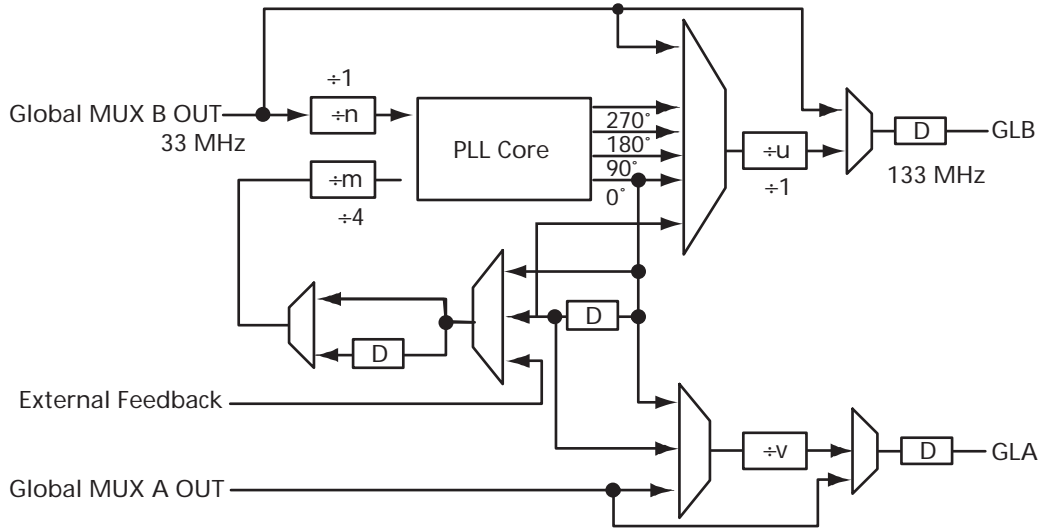 ÷1
Global MUX B OUT
÷n
33 MHz
PLL Core
270°
180°
90°
0°
÷u
÷1
D
GLB
133 MHz
÷m
÷4
D
D
External Feedback
÷v
D
GLA
Global MUX A OUT